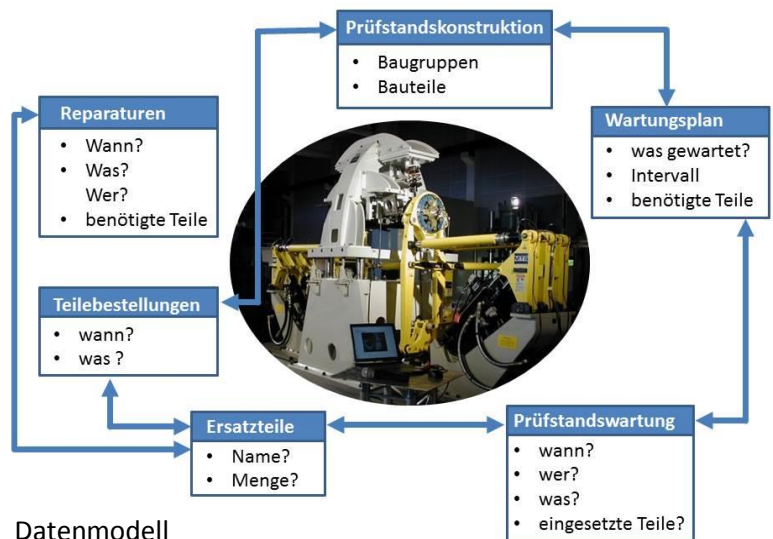 Prüfstandskonstruktion
• Baugruppen
• Bauteile
Reparaturen
• Wann?
• Was?
Wer?
• benötigte Teile
Wartungsplan
• was gewartet?
• Intervall
• benötigte Teile
Teilebestellungen
• wann?
• was ?
Ersatzteile
• Name?
• Menge?
Prüfstandswartung
• wann?
• wer?
• was?
• eingesetzte Teile?
Datenmodell